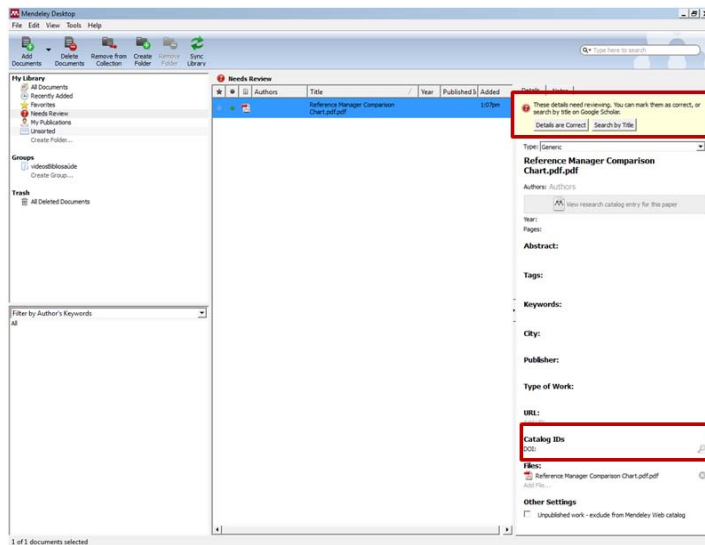 Mendeley Desktop
File Edit View Tools Help
Add Documents
Delete Documents
Remove from Collection
Create Folder
Remove Folder
Sync Library
Type here to search
My Library
All Documents
Recently Added
Favorites
Needs Review
My Publications
Unsorted
Create Folder...
Groups
videosBibliosaúde
Create Group...
Trash
All Deleted Documents
Filter by Author's Keywords
All
Needs Review
Authors Title Year Published I Added
Reference Manager Comparison 1:07pm
Chart.pdf.pdf
Details Notes
These details need reviewing. You can mark them as correct, or
search by title on Google Scholar.
Details are Correct Search by Title
Type: Generic
Reference Manager Comparison
Chart.pdf.pdf
Authors: Authors
View research catalog entry for this paper
Year:
Pages:
Abstract:
Tags:
Keywords:
City:
Publisher:
Type of Work:
URL:
Catalog IDs
DOI:
Files:
Reference Manager Comparison Chart.pdf.pdf
Add File...
Other Settings
Unpublished work - exclude from Mendeley Web catalog
1 of 1 documents selected